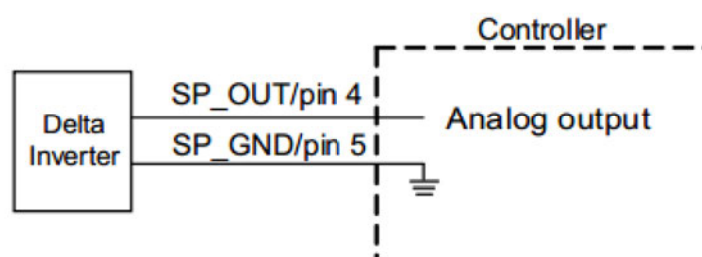 Controller
SP_OUT/pin 4
Analog output
Delta
Inverter
SP_GND/pin 5